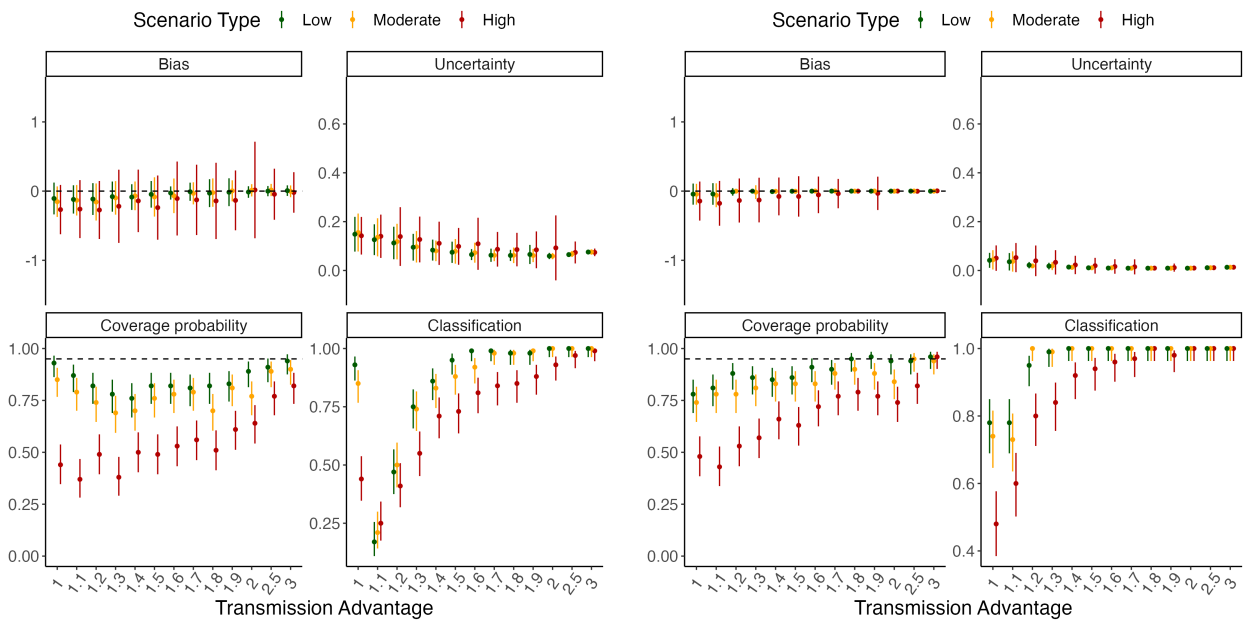 Scenario Type Low Moderate High
Bias Uncertainty
1
0
-1
0.6
0.4
0.2
0.0
Coverage probability Classification
1.00
0.75
0.50
0.25
0.00
1.00
0.75
0.50
0.25
1 1.1 1.2 1.3 1.4 1.5 1.6 1.7 1.8 1.9 2 2.5 3
1 1.1 1.2 1.3 1.4 1.5 1.6 1.7 1.8 1.9 2 2.5 3
Transmission Advantage
Scenario Type Low Moderate High
Bias Uncertainty
1
0
-1
0.6
0.4
0.2
0.0
Coverage probability Classification
1.00
0.75
0.50
0.25
0.00
1.0
0.8
0.6
0.4
1 1.1 1.2 1.3 1.4 1.5 1.6 1.7 1.8 1.9 2 2.5 3
1 1.1 1.2 1.3 1.4 1.5 1.6 1.7 1.8 1.9 2 2.5 3
Transmission Advantage